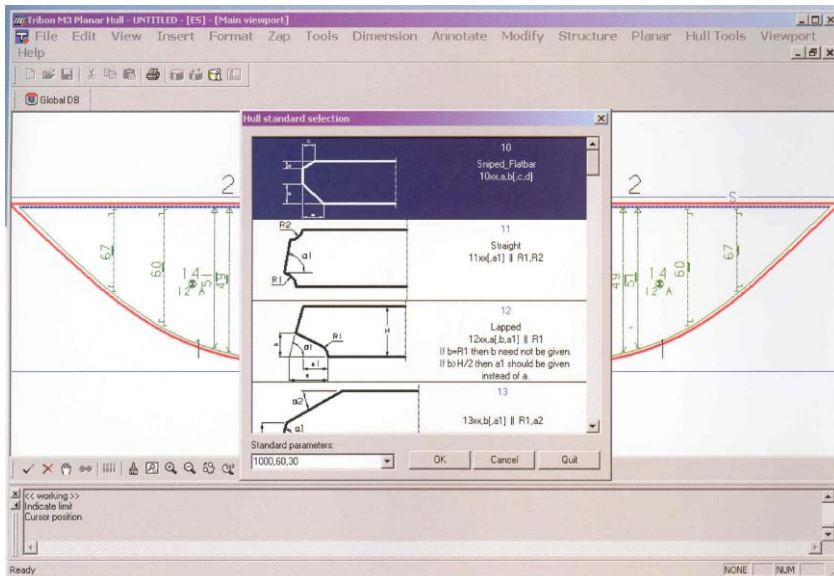 Tribon M3 Planar Hull - UNTITLED - [ES] - [Main viewport]
File Edit View Insert Format Zap Tools Dimension Annotate Modify Structure Planar Hull Tools Viewport
Help
Global DB
Hull standard selection
10
Sniped_Flatbar
10xx,a,b[,c,d]
R2
a1
R1
11
Straight
11xx[,a1] || R1,R2
R1
a1
H
12
Lapped
12xx,a[,b,a1] || R1
If b=R1 then b need not be given.
If b>H/2 then a1 should be given
instead of a.
a2
a1
13
13xx,b[,a1] || R1,a2
Standard parameters:
1000,60,30
OK Cancel Quit
2
67
60
14
12 A
51
49
2
S
49
51
14
12 A
60
67
<< working >>
Indicate limit
Cursor position
Ready
NONE NUM